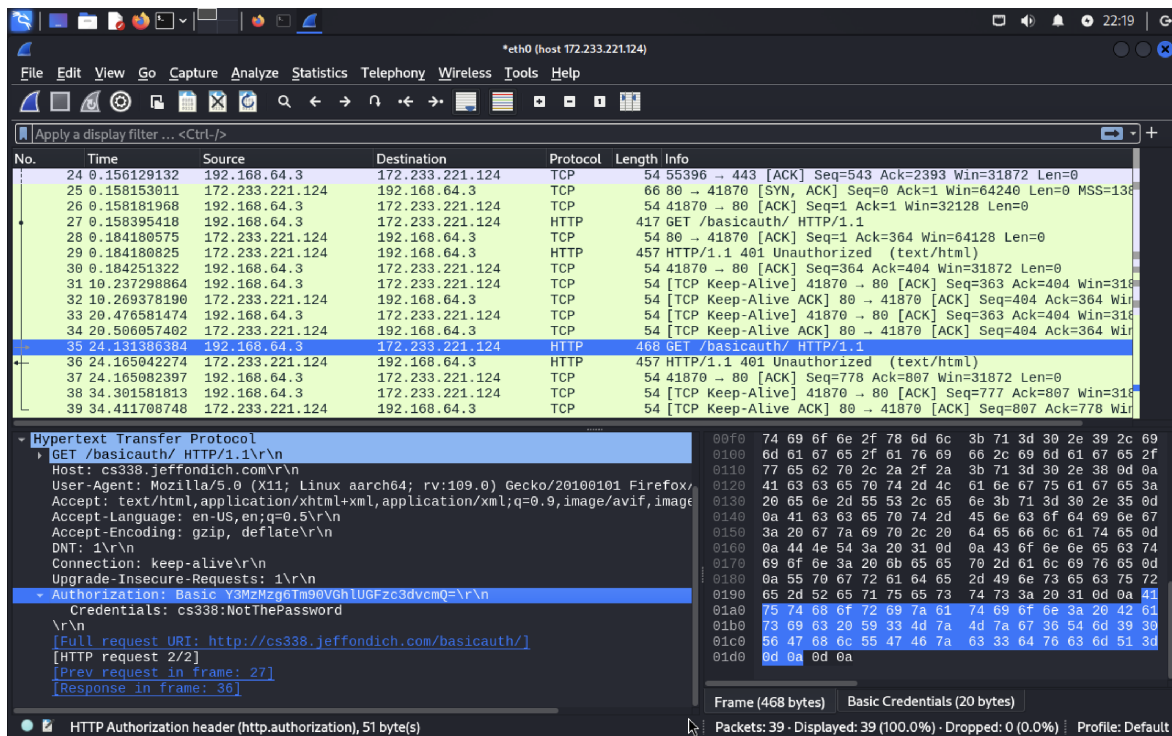 22:19
*eth0 (host 172.233.221.124)
File Edit View Go Capture Analyze Statistics Telephony Wireless Tools Help
Apply a display filter ... <Ctrl-/>
No. Time Source Destination Protocol Length Info
24 0.156129132 192.168.64.3 172.233.221.124 TCP 54 55396 → 443 [ACK] Seq=543 Ack=2393 Win=31872 Len=0
25 0.158153011 172.233.221.124 192.168.64.3 TCP 66 80 → 41870 [SYN, ACK] Seq=0 Ack=1 Win=64240 Len=0 MSS=138
26 0.158181968 192.168.64.3 172.233.221.124 TCP 54 41870 → 80 [ACK] Seq=1 Ack=1 Win=32128 Len=0
27 0.158395418 192.168.64.3 172.233.221.124 HTTP 417 GET /basicauth/ HTTP/1.1
28 0.184180575 172.233.221.124 192.168.64.3 TCP 54 80 → 41870 [ACK] Seq=1 Ack=364 Win=64128 Len=0
29 0.184180825 172.233.221.124 192.168.64.3 HTTP 457 HTTP/1.1 401 Unauthorized (text/html)
30 0.184251322 192.168.64.3 172.233.221.124 TCP 54 41870 → 80 [ACK] Seq=364 Ack=404 Win=31872 Len=0
31 10.237298864 192.168.64.3 172.233.221.124 TCP 54 [TCP Keep-Alive] 41870 → 80 [ACK] Seq=363 Ack=404 Win=318
32 10.269378190 172.233.221.124 192.168.64.3 TCP 54 [TCP Keep-Alive ACK] 80 → 41870 [ACK] Seq=404 Ack=364 Win
33 20.476581474 192.168.64.3 172.233.221.124 TCP 54 [TCP Keep-Alive] 41870 → 80 [ACK] Seq=363 Ack=404 Win=318
34 20.506057402 172.233.221.124 192.168.64.3 TCP 54 [TCP Keep-Alive ACK] 80 → 41870 [ACK] Seq=404 Ack=364 Win
35 24.131386384 192.168.64.3 172.233.221.124 HTTP 468 GET /basicauth/ HTTP/1.1
36 24.165042274 172.233.221.124 192.168.64.3 HTTP 457 HTTP/1.1 401 Unauthorized (text/html)
37 24.165082397 192.168.64.3 172.233.221.124 TCP 54 41870 → 80 [ACK] Seq=778 Ack=807 Win=31872 Len=0
38 34.301581813 192.168.64.3 172.233.221.124 TCP 54 [TCP Keep-Alive] 41870 → 80 [ACK] Seq=777 Ack=807 Win=318
39 34.411708748 172.233.221.124 192.168.64.3 TCP 54 [TCP Keep-Alive ACK] 80 → 41870 [ACK] Seq=807 Ack=778 Win
Hypertext Transfer Protocol
GET /basicauth/ HTTP/1.1\r\n
Host: cs338.jeffondich.com\r\n
User-Agent: Mozilla/5.0 (X11; Linux aarch64; rv:109.0) Gecko/20100101 Firefox/
Accept: text/html,application/xhtml+xml,application/xml;q=0.9,image/avif,image
Accept-Language: en-US,en;q=0.5\r\n
Accept-Encoding: gzip, deflate\r\n
DNT: 1\r\n
Connection: keep-alive\r\n
Upgrade-Insecure-Requests: 1\r\n
Authorization: Basic Y3MzMzg6Tm90VGhlUGFzc3dvcmQ=\r\n
Credentials: cs338:NotThePassword
\r\n
[Full request URI: http://cs338.jeffondich.com/basicauth/]
[HTTP request 2/2]
[Prev request in frame: 27]
[Response in frame: 36]
00f0 74 69 6f 6e 2f 78 6d 6c 3b 71 3d 30 2e 39 2c 69
0100 6d 61 67 65 2f 61 76 69 66 2c 69 6d 61 67 65 2f
0110 77 65 62 70 2c 2a 2f 2a 3b 71 3d 30 2e 38 0d 0a
0120 41 63 63 65 70 74 2d 4c 61 6e 67 75 61 67 65 3a
0130 20 65 6e 2d 55 53 2c 65 6e 3b 71 3d 30 2e 35 0d
0140 0a 41 63 63 65 70 74 2d 45 6e 63 6f 64 69 6e 67
0150 3a 20 67 7a 69 70 2c 20 64 65 66 6c 61 74 65 0d
0160 0a 44 4e 54 3a 20 31 0d 0a 43 6f 6e 6e 65 63 74
0170 69 6f 6e 3a 20 6b 65 65 70 2d 61 6c 69 76 65 0d
0180 0a 55 70 67 72 61 64 65 2d 49 6e 73 65 63 75 72
0190 65 2d 52 65 71 75 65 73 74 73 3a 20 31 0d 0a 41
01a0 75 74 68 6f 72 69 7a 61 74 69 6f 6e 3a 20 42 61
01b0 73 69 63 20 59 33 4d 7a 4d 7a 67 36 54 6d 39 30
01c0 56 47 68 6c 55 47 46 7a 63 33 64 76 63 6d 51 3d
01d0 0d 0a 0d 0a
Frame (468 bytes) Basic Credentials (20 bytes)
HTTP Authorization header (http.authorization), 51 byte(s) Packets: 39 · Displayed: 39 (100.0%) · Dropped: 0 (0.0%) Profile: Default